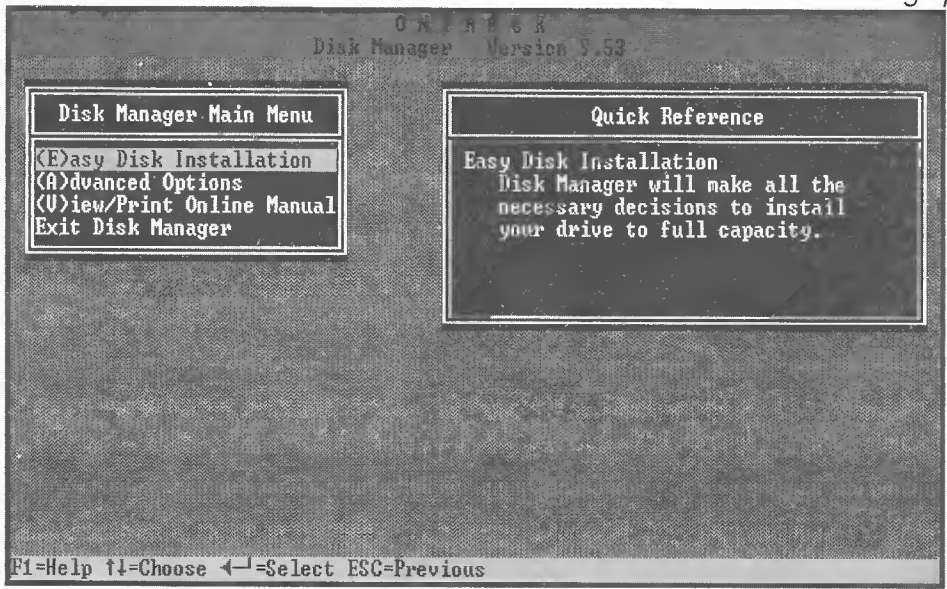 Disk Manager Version 9.53
Disk Manager Main Menu
(E)asy Disk Installation
(A)dvanced Options
(V)iew/Print Online Manual
Exit Disk Manager
Quick Reference
Easy Disk Installation
Disk Manager will make all the
necessary decisions to install
your drive to full capacity.
F1=Help ↑↓=Choose ◄─┘=Select ESC=Previous